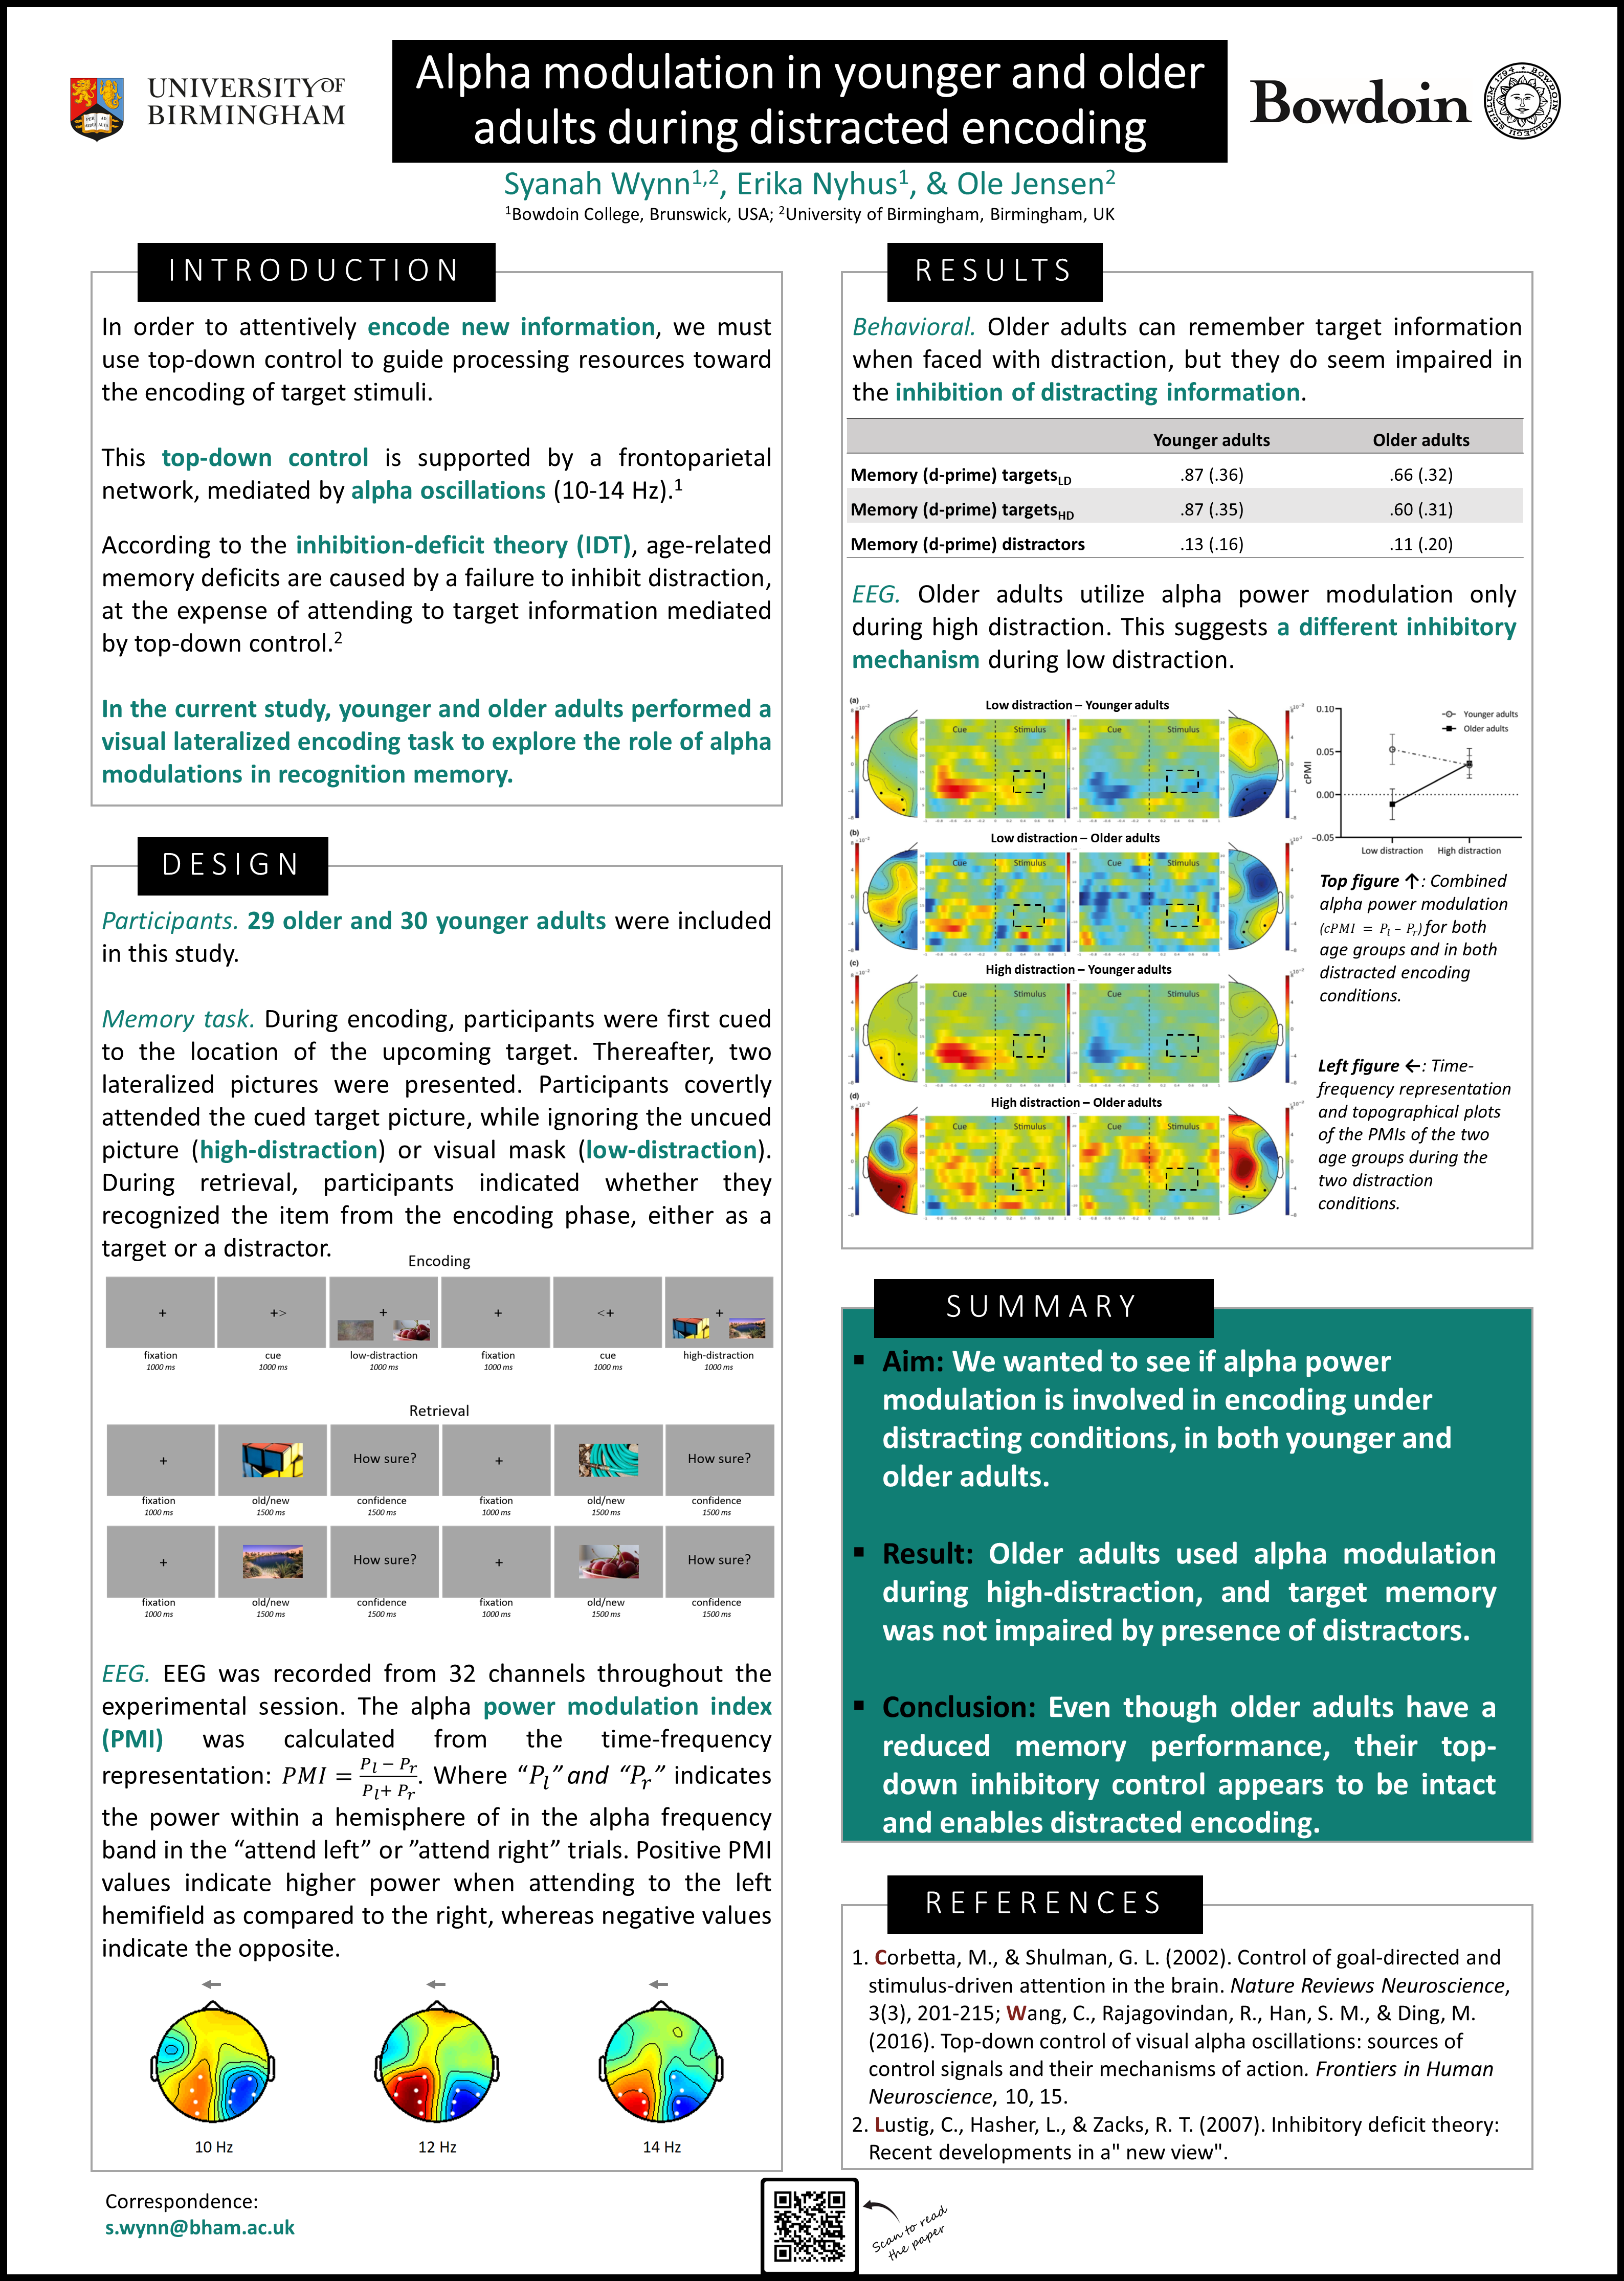 UNIVERSITYOF
BIRMINGHAM
Alpha modulation in younger and older
adults during distracted encoding
Bowdoin
Syanah Wynn1,2, Erika Nyhus1, & Ole Jensen2
1Bowdoin College, Brunswick, USA; 2University of Birmingham, Birmingham, UK
INTRODUCTION
In order to attentively encode new information, we must
use top-down control to guide processing resources toward
the encoding of target stimuli.
This top-down control is supported by a frontoparietal
network, mediated by alpha oscillations (10-14 Hz).1
According to the inhibition-deficit theory (IDT), age-related
memory deficits are caused by a failure to inhibit distraction,
at the expense of attending to target information mediated
by top-down control.2
In the current study, younger and older adults performed a
visual lateralized encoding task to explore the role of alpha
modulations in recognition memory.
DESIGN
Participants. 29 older and 30 younger adults were included
in this study.
Memory task. During encoding, participants were first cued
to the location of the upcoming target. Thereafter, two
lateralized pictures were presented. Participants covertly
attended the cued target picture, while ignoring the uncued
picture (high-distraction) or visual mask (low-distraction).
During retrieval, participants indicated whether they
recognized the item from the encoding phase, either as a
target or a distractor.
Encoding
+ +> + + <+ +
fixation cue low-distraction fixation cue high-distraction
1000 ms 1000 ms 1000 ms 1000 ms 1000 ms 1000 ms
Retrieval
+ How sure? + How sure?
fixation old/new confidence fixation old/new confidence
1000 ms 1500 ms 1500 ms 1000 ms 1500 ms 1500 ms
+ How sure? + How sure?
fixation old/new confidence fixation old/new confidence
1000 ms 1500 ms 1500 ms 1000 ms 1500 ms 1500 ms
EEG. EEG was recorded from 32 channels throughout the
experimental session. The alpha power modulation index
(PMI) was calculated from the time-frequency
representation: PMI = (Pl − Pr)/(Pl+ Pr). Where “Pl” and “Pr” indicates
the power within a hemisphere of in the alpha frequency
band in the “attend left” or ”attend right” trials. Positive PMI
values indicate higher power when attending to the left
hemifield as compared to the right, whereas negative values
indicate the opposite.
10 Hz 12 Hz 14 Hz
Correspondence:
s.wynn@bham.ac.uk
RESULTS
Behavioral. Older adults can remember target information
when faced with distraction, but they do seem impaired in
the inhibition of distracting information.
Younger adults Older adults
Memory (d-prime) targetsLD .87 (.36) .66 (.32)
Memory (d-prime) targetsHD .87 (.35) .60 (.31)
Memory (d-prime) distractors .13 (.16) .11 (.20)
EEG. Older adults utilize alpha power modulation only
during high distraction. This suggests a different inhibitory
mechanism during low distraction.
(a) Low distraction – Younger adults
Cue Stimulus Cue Stimulus
(b) Low distraction – Older adults
Cue Stimulus Cue Stimulus
(c) High distraction – Younger adults
Cue Stimulus Cue Stimulus
(d) High distraction – Older adults
Cue Stimulus Cue Stimulus
Younger adults
Older adults
cPMI
0.10
0.05
0.00
−0.05
Low distraction High distraction
Top figure ↑: Combined
alpha power modulation
(cPMI = Pl − Pr) for both
age groups and in both
distracted encoding
conditions.
Left figure ←: Time-
frequency representation
and topographical plots
of the PMIs of the two
age groups during the
two distraction
conditions.
SUMMARY
▪ Aim: We wanted to see if alpha power
modulation is involved in encoding under
distracting conditions, in both younger and
older adults.
▪ Result: Older adults used alpha modulation
during high-distraction, and target memory
was not impaired by presence of distractors.
▪ Conclusion: Even though older adults have a
reduced memory performance, their top-
down inhibitory control appears to be intact
and enables distracted encoding.
REFERENCES
1. Corbetta, M., & Shulman, G. L. (2002). Control of goal-directed and
stimulus-driven attention in the brain. Nature Reviews Neuroscience,
3(3), 201-215; Wang, C., Rajagovindan, R., Han, S. M., & Ding, M.
(2016). Top-down control of visual alpha oscillations: sources of
control signals and their mechanisms of action. Frontiers in Human
Neuroscience, 10, 15.
2. Lustig, C., Hasher, L., & Zacks, R. T. (2007). Inhibitory deficit theory:
Recent developments in a" new view".
Scan to read
the paper